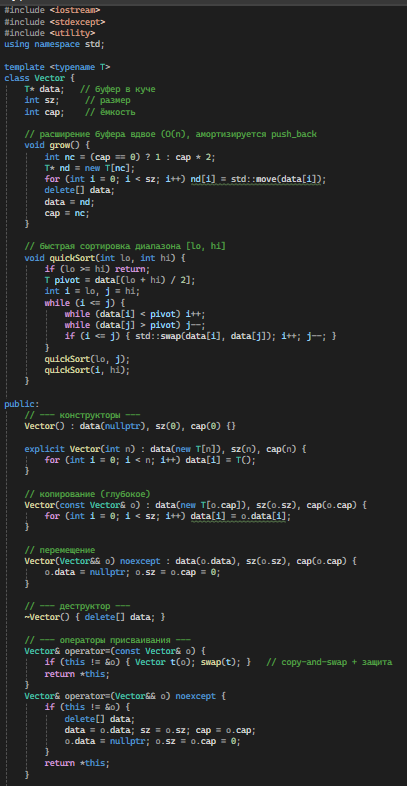 #include <iostream>
#include <stdexcept>
#include <utility>
using namespace std;

template <typename T>
class Vector {
    T* data;   // буфер в куче
    int sz;     // размер
    int cap;    // ёмкость

    // расширение буфера вдвое (O(n), амортизируется push_back
    void grow() {
        int nc = (cap == 0) ? 1 : cap * 2;
        T* nd = new T[nc];
        for (int i = 0; i < sz; i++) nd[i] = std::move(data[i]);
        delete[] data;
        data = nd;
        cap = nc;
    }

    // быстрая сортировка диапазона [lo, hi]
    void quickSort(int lo, int hi) {
        if (lo >= hi) return;
        T pivot = data[(lo + hi) / 2];
        int i = lo, j = hi;
        while (i <= j) {
            while (data[i] < pivot) i++;
            while (data[j] > pivot) j--;
            if (i <= j) { std::swap(data[i], data[j]); i++; j--; }
        }
        quickSort(lo, j);
        quickSort(i, hi);
    }

public:
    // --- конструкторы ---
    Vector() : data(nullptr), sz(0), cap(0) {}

    explicit Vector(int n) : data(new T[n]), sz(n), cap(n) {
        for (int i = 0; i < n; i++) data[i] = T();
    }

    // копирование (глубокое)
    Vector(const Vector& o) : data(new T[o.cap]), sz(o.sz), cap(o.cap) {
        for (int i = 0; i < sz; i++) data[i] = o.data[i];
    }

    // перемещение
    Vector(Vector&& o) noexcept : data(o.data), sz(o.sz), cap(o.cap) {
        o.data = nullptr; o.sz = o.cap = 0;
    }

    // --- деструктор ---
    ~Vector() { delete[] data; }

    // --- операторы присваивания ---
    Vector& operator=(const Vector& o) {
        if (this != &o) { Vector t(o); swap(t); }   // copy-and-swap + защита
        return *this;
    }
    Vector& operator=(Vector&& o) noexcept {
        if (this != &o) {
            delete[] data;
            data = o.data; sz = o.sz; cap = o.cap;
            o.data = nullptr; o.sz = o.cap = 0;
        }
        return *this;
    }